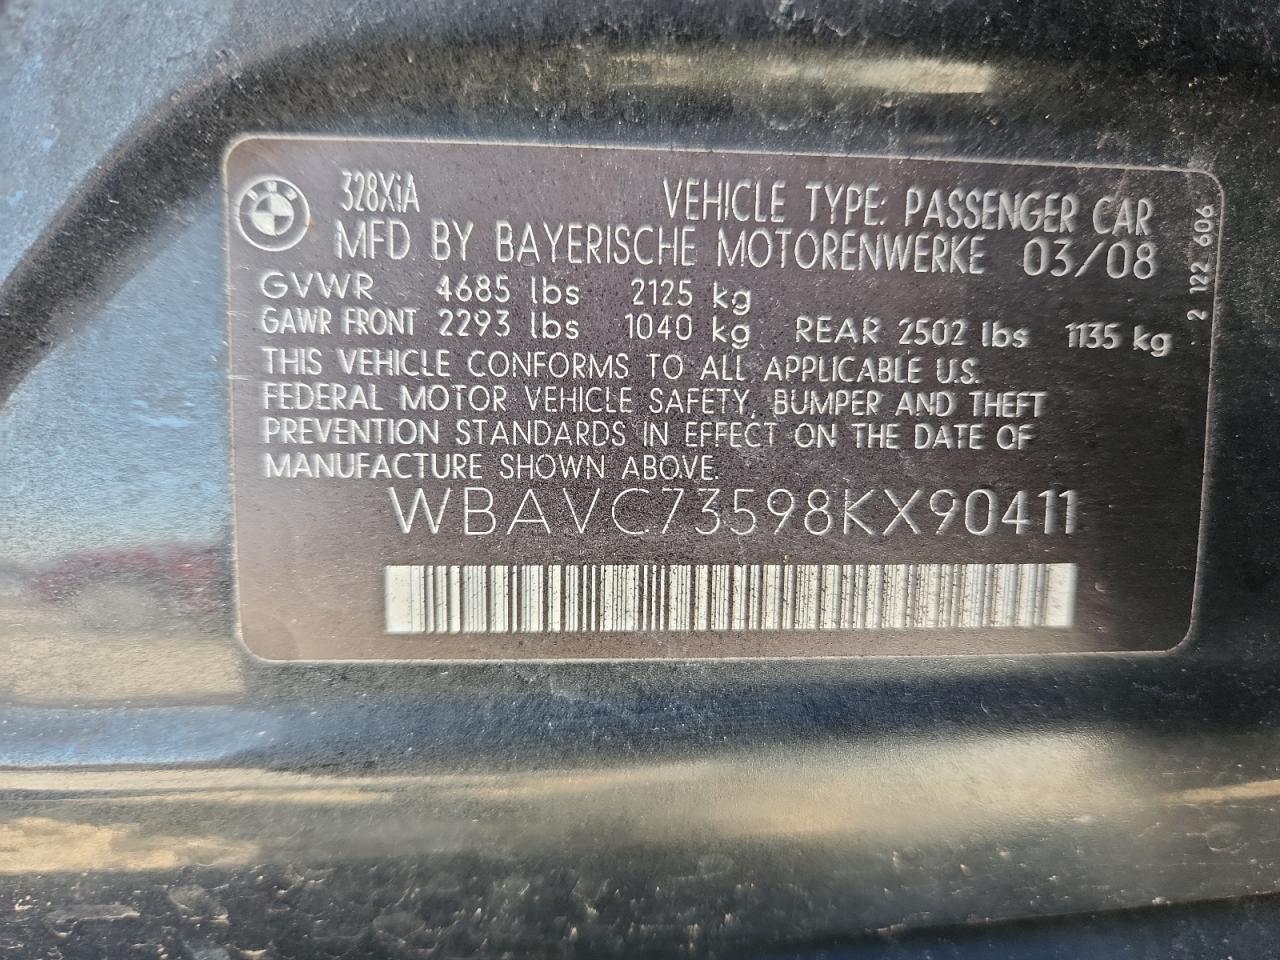 328XiA VEHICLE TYPE: PASSENGER CAR
MFD BY BAYERISCHE MOTORENWERKE 03/08
GVWR 4685 lbs 2125 kg
GAWR FRONT 2293 lbs 1040 kg REAR 2502 lbs 1135 kg
THIS VEHICLE CONFORMS TO ALL APPLICABLE U.S.
FEDERAL MOTOR VEHICLE SAFETY, BUMPER AND THEFT
PREVENTION STANDARDS IN EFFECT ON THE DATE OF
MANUFACTURE SHOWN ABOVE.
WBAVC73598KX90411
2 122 606